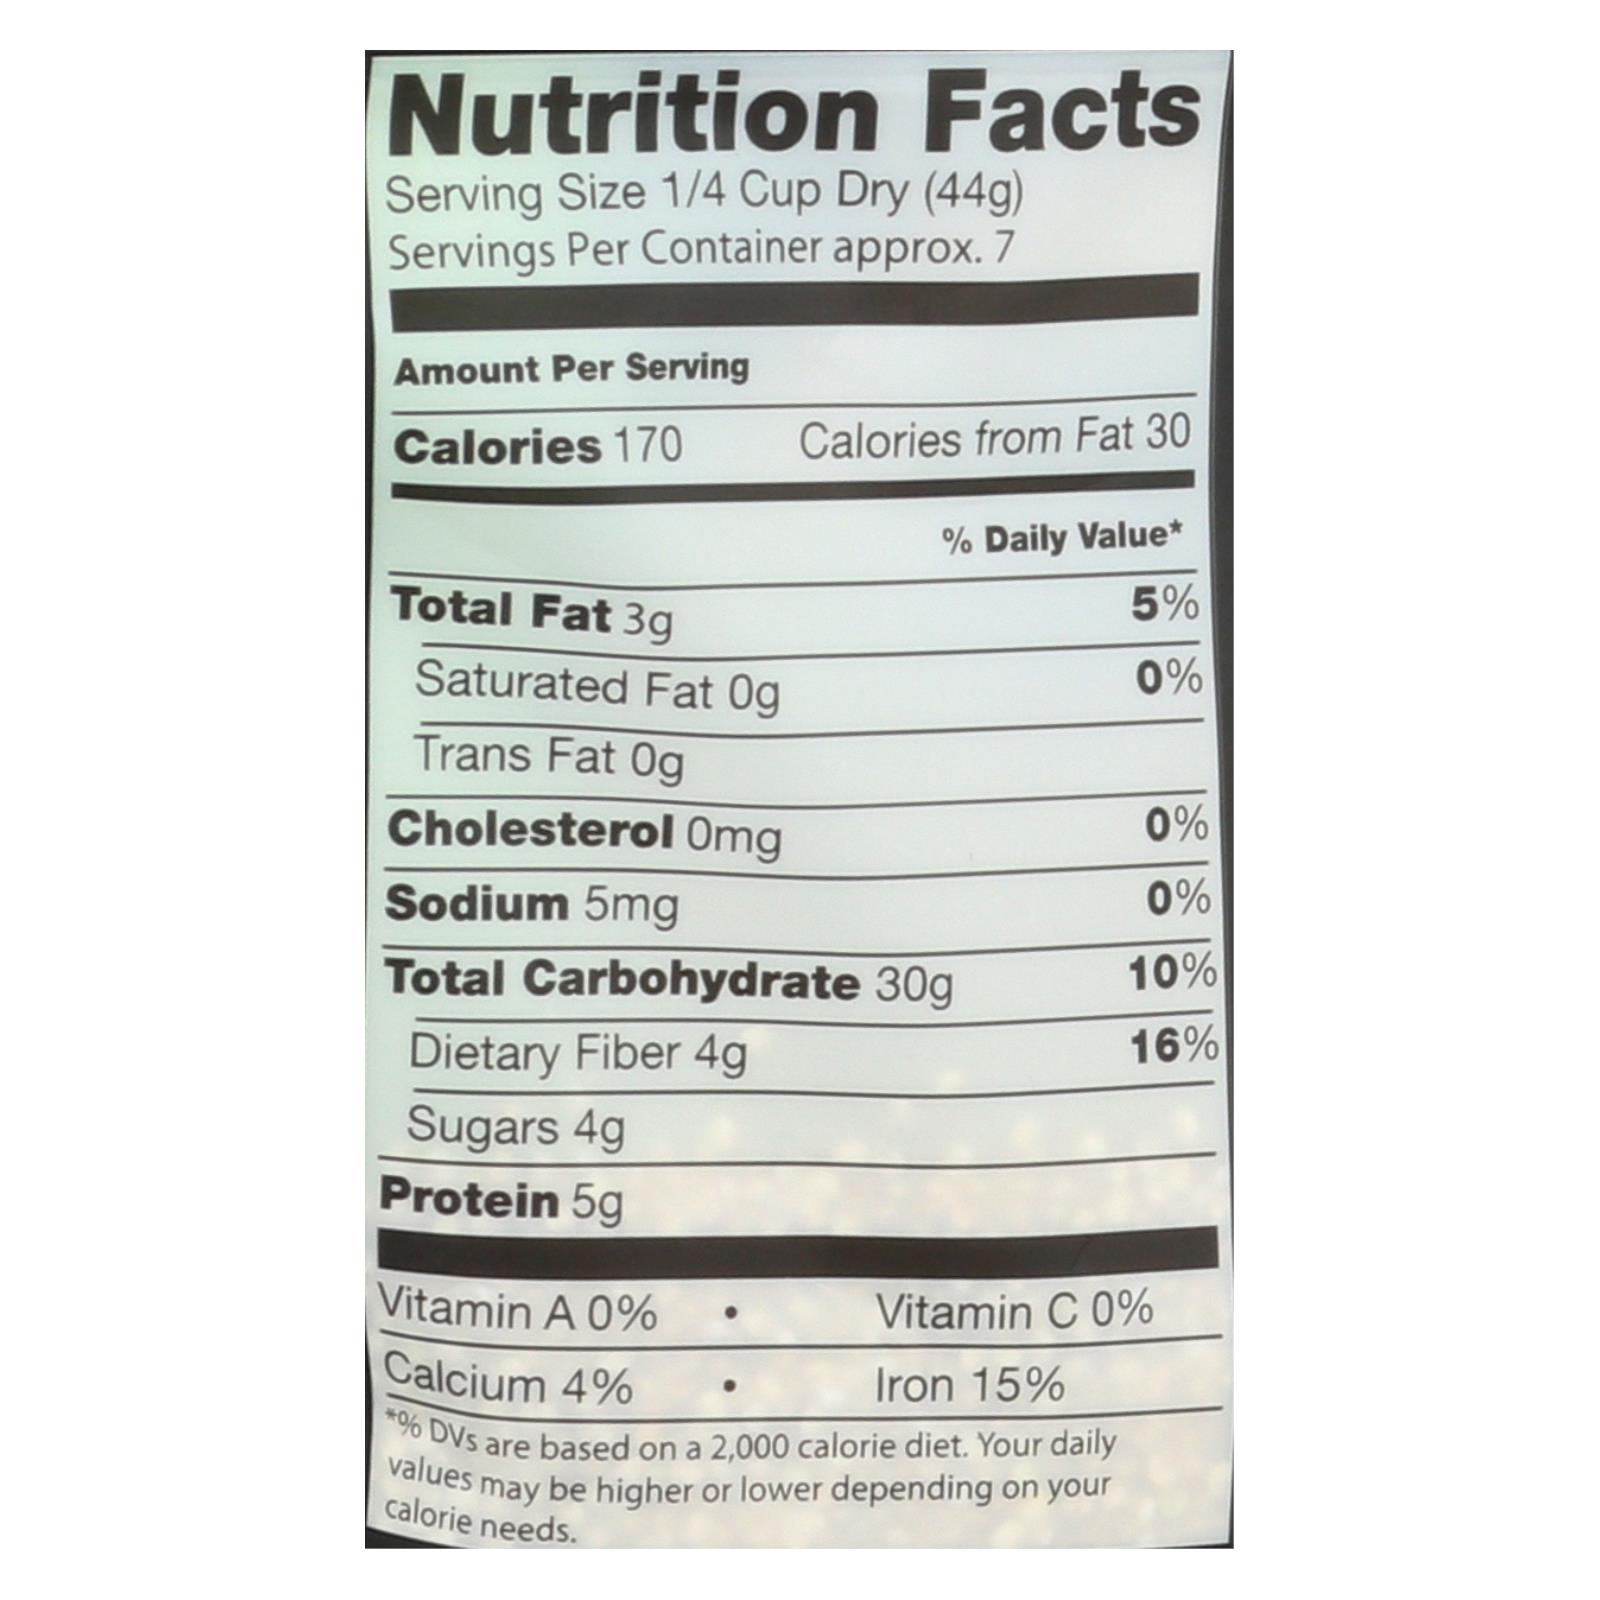 Nutrition Facts
Serving Size 1/4 Cup Dry (44g)
Servings Per Container approx. 7
Amount Per Serving
Calories 170 Calories from Fat 30
% Daily Value*
Total Fat 3g 5%
Saturated Fat 0g 0%
Trans Fat 0g
Cholesterol 0mg 0%
Sodium 5mg 0%
Total Carbohydrate 30g 10%
Dietary Fiber 4g 16%
Sugars 4g
Protein 5g
Vitamin A 0% • Vitamin C 0%
Calcium 4% • Iron 15%
*% DVs are based on a 2,000 calorie diet. Your daily
values may be higher or lower depending on your
calorie needs.